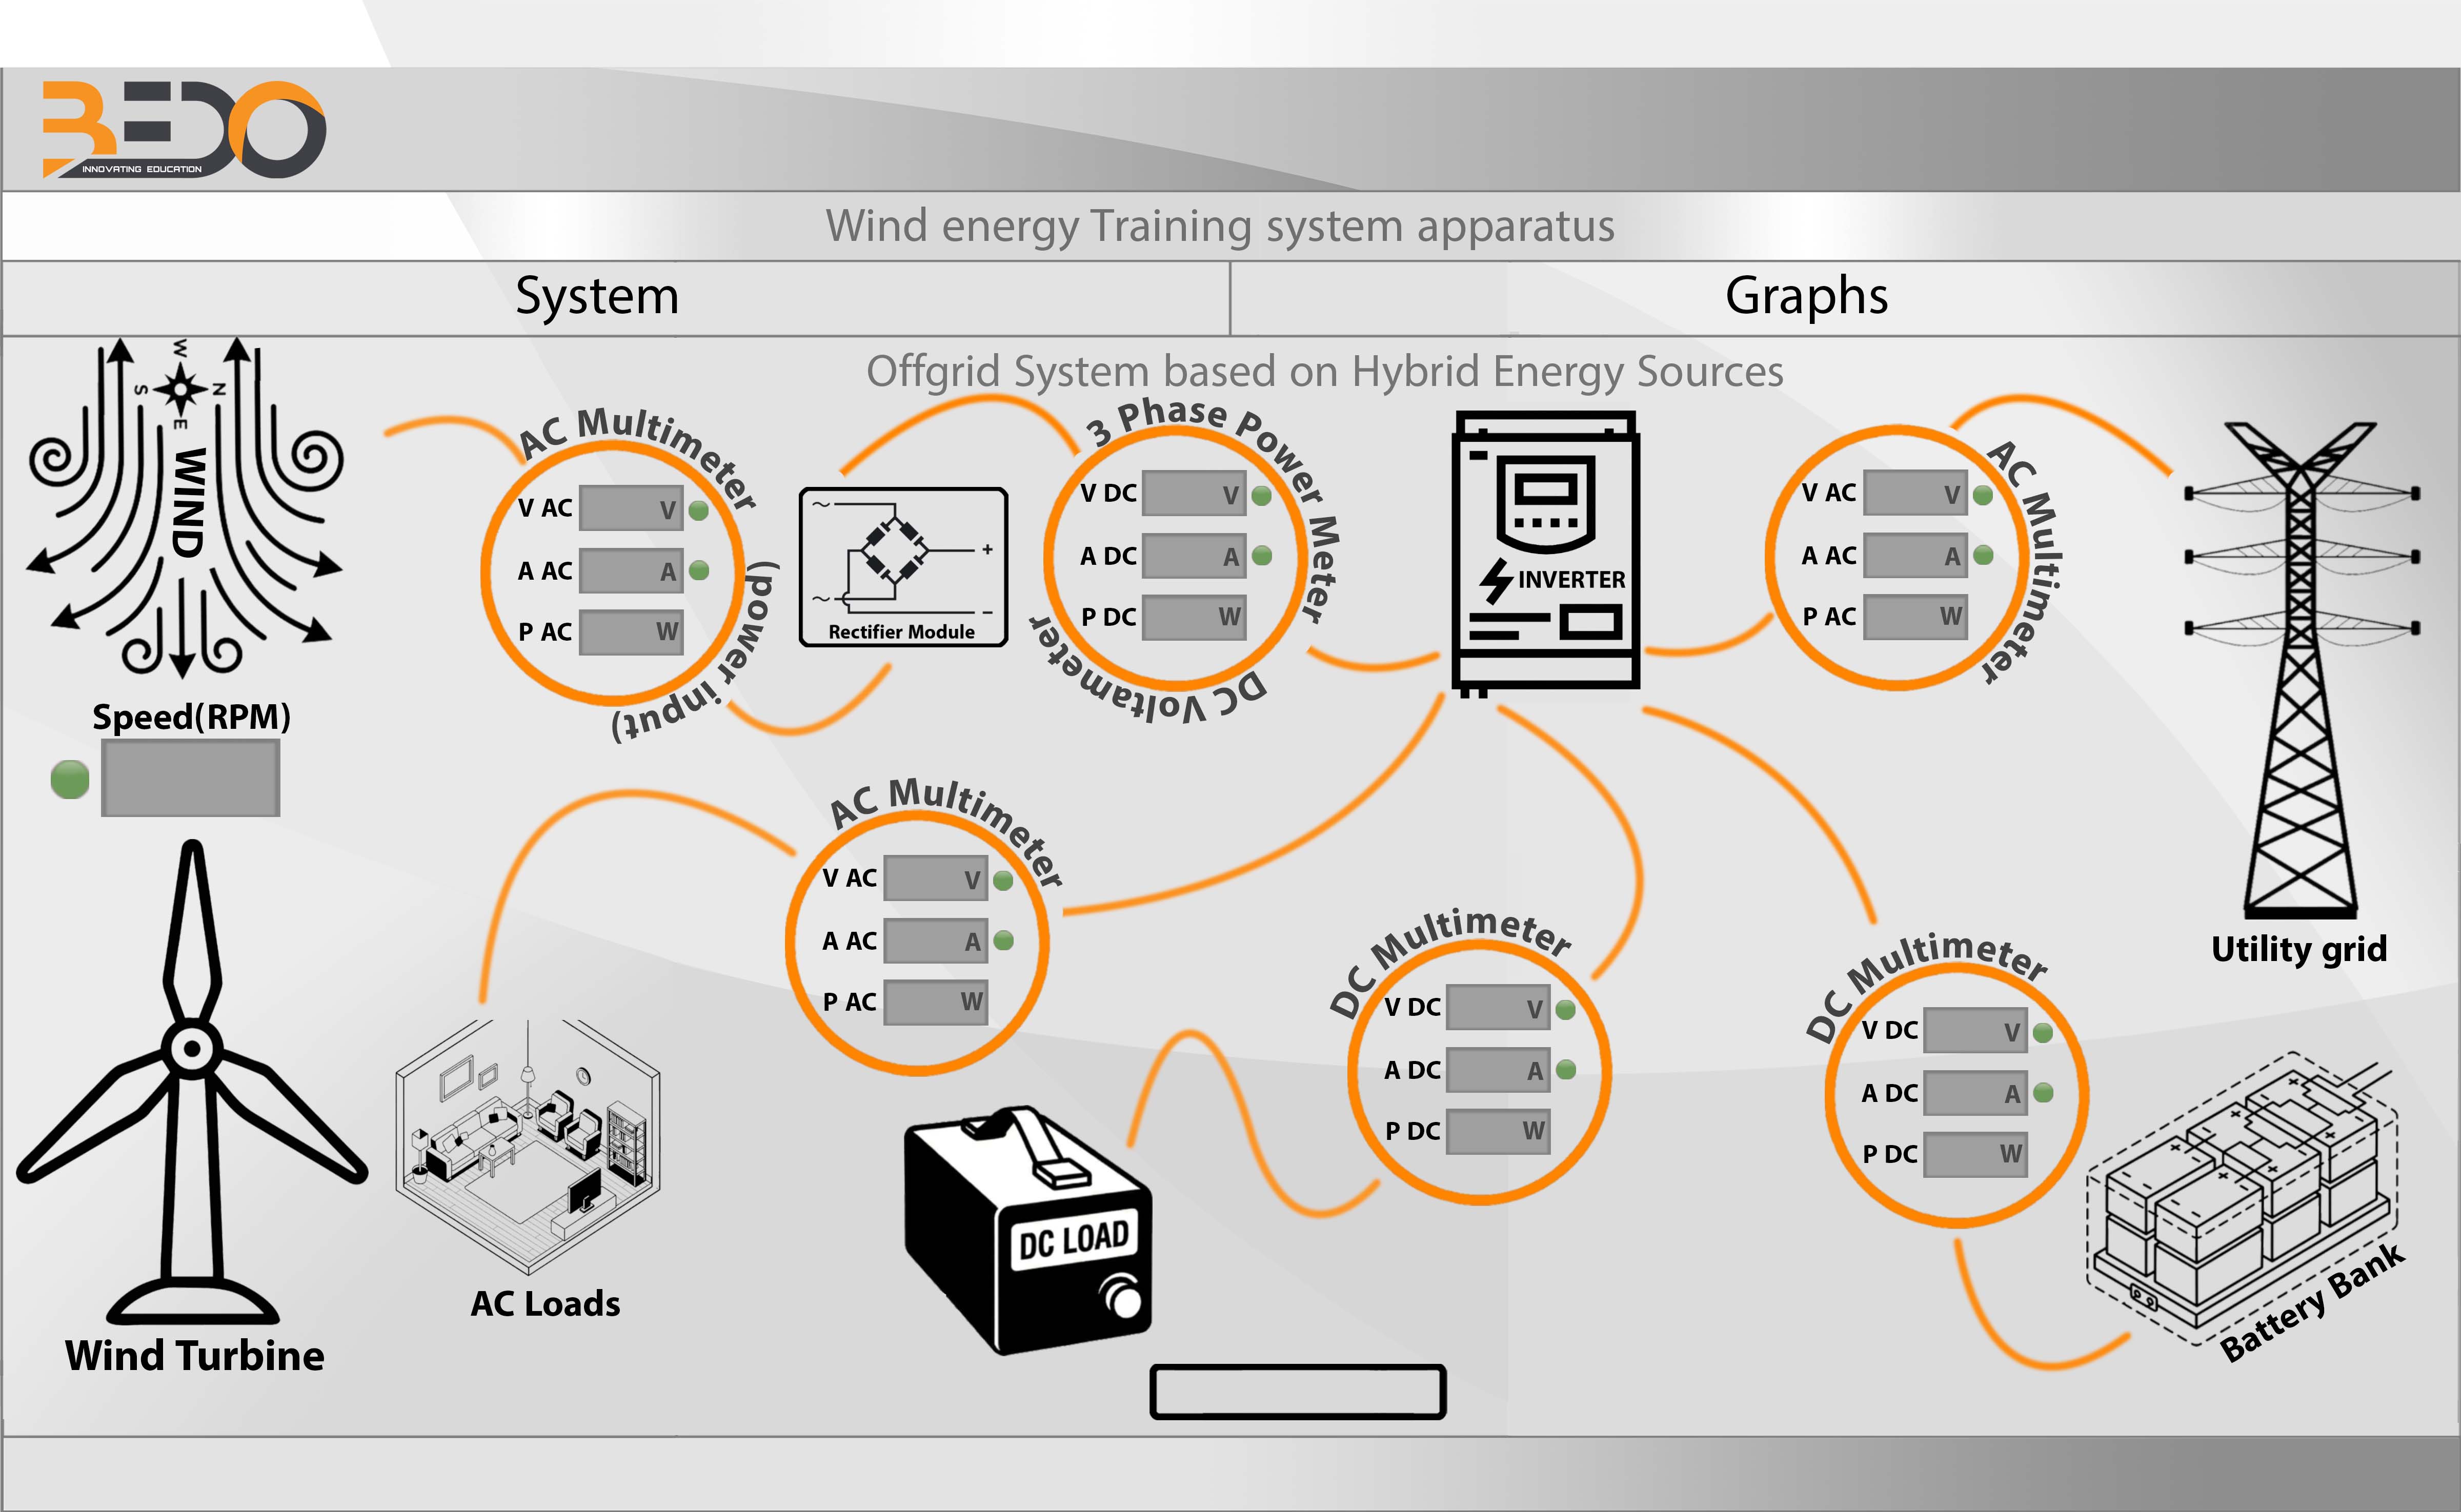 BEDO
INNOVATING EDUCATION
Wind energy Training system apparatus
System
Graphs
Offgrid System based on Hybrid Energy Sources
W
S
N
E
WIND
Speed(RPM)
Wind Turbine
AC Multimeter
(power input)
V AC V
A AC A
P AC W
~
+
~
−
Rectifier Module
3 Phase Power Meter
DC Voltameter
V DC V
A DC A
P DC W
INVERTER
AC Multimeter
V AC V
A AC A
P AC W
Utility grid
AC Multimeter
V AC V
A AC A
P AC W
AC Loads
DC LOAD
DC Multimeter
V DC V
A DC A
P DC W
DC Multimeter
V DC V
A DC A
P DC W
Battery Bank